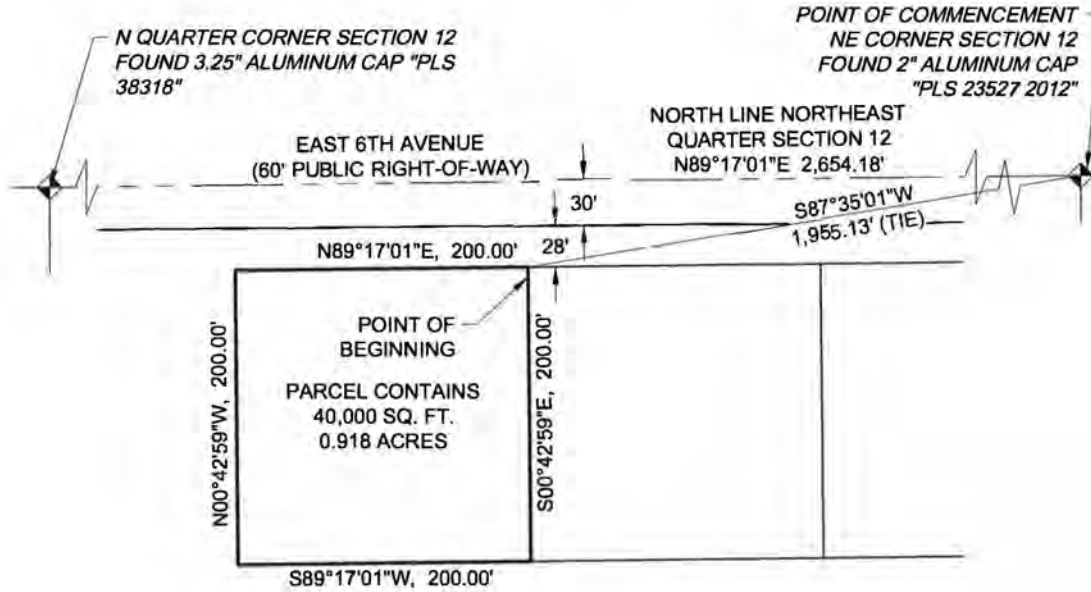 N QUARTER CORNER SECTION 12
FOUND 3.25" ALUMINUM CAP "PLS
38318"
POINT OF COMMENCEMENT
NE CORNER SECTION 12
FOUND 2" ALUMINUM CAP
"PLS 23527 2012"
EAST 6TH AVENUE
(60' PUBLIC RIGHT-OF-WAY)
NORTH LINE NORTHEAST
QUARTER SECTION 12
N89°17'01"E 2,654.18'
30'
S87°35'01"W
1,955.13' (TIE)
N89°17'01"E, 200.00'
28'
POINT OF
BEGINNING
PARCEL CONTAINS
40,000 SQ. FT.
0.918 ACRES
N00°42'59"W, 200.00'
S00°42'59"E, 200.00'
S89°17'01"W, 200.00'